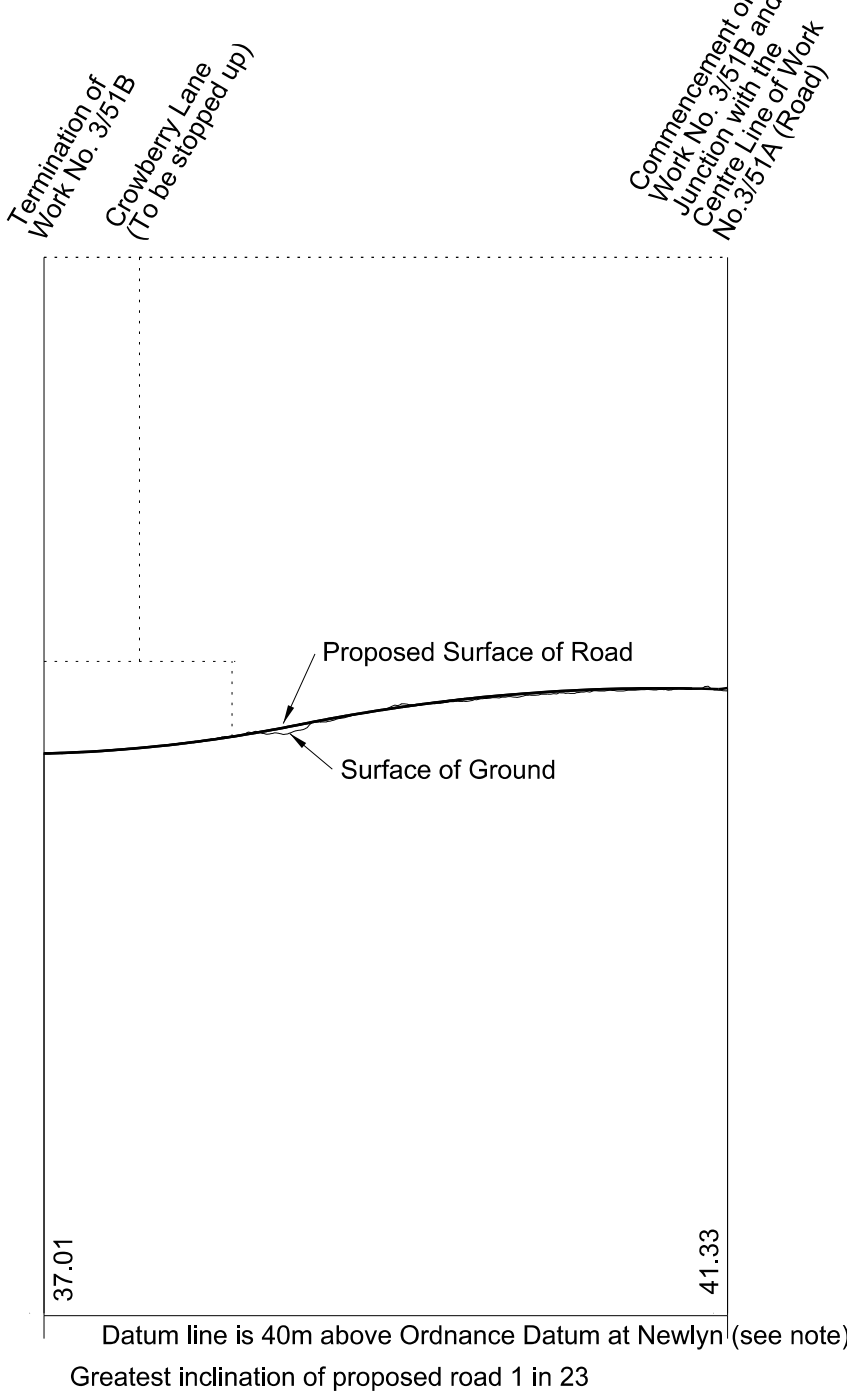 Termination of
Work No. 3/51B
Crowberry Lane
(To be stopped up)
Commencement of
Work No. 3/51B and
Junction with the
Centre Line of Work
No.3/51A (Road)
Proposed Surface of Road
Surface of Ground
37.01
41.33
Datum line is 40m above Ordnance Datum at Newlyn (see note)
Greatest inclination of proposed road 1 in 23